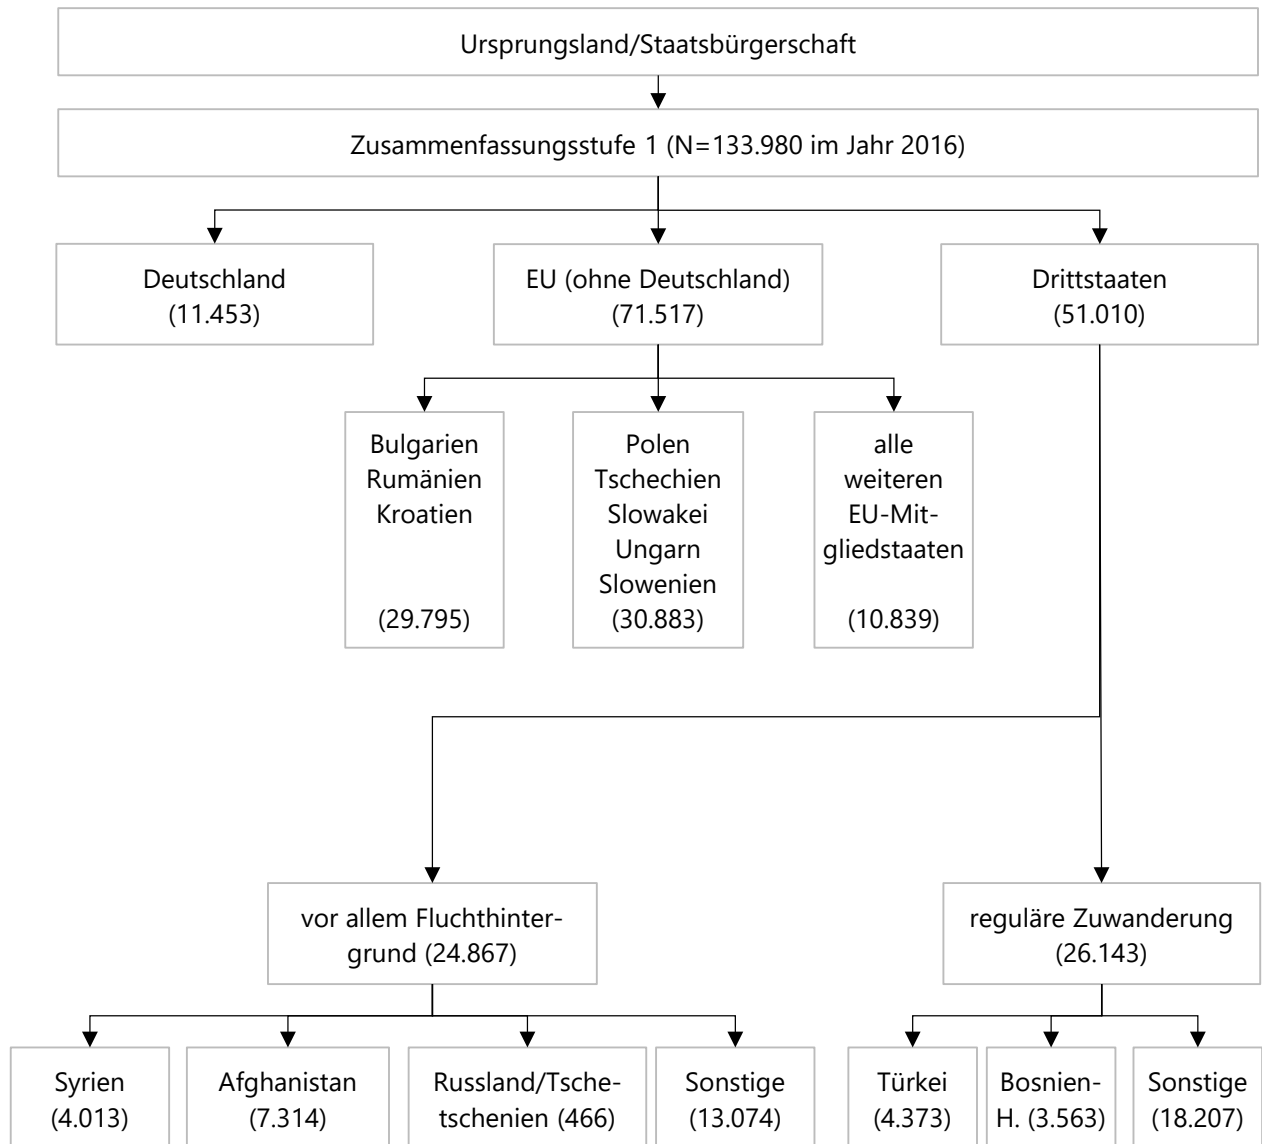 Ursprungsland/Staatsbürgerschaft
Zusammenfassungsstufe 1 (N=133.980 im Jahr 2016)
Deutschland
(11.453)
EU (ohne Deutschland)
(71.517)
Drittstaaten
(51.010)
Bulgarien
Rumänien
Kroatien
(29.795)
Polen
Tschechien
Slowakei
Ungarn
Slowenien
(30.883)
alle
weiteren
EU-Mit-
gliedstaaten
(10.839)
vor allem Fluchthinter-
grund (24.867)
reguläre Zuwanderung
(26.143)
Syrien
(4.013)
Afghanistan
(7.314)
Russland/Tsche-
tschenien (466)
Sonstige
(13.074)
Türkei
(4.373)
Bosnien-
H. (3.563)
Sonstige
(18.207)